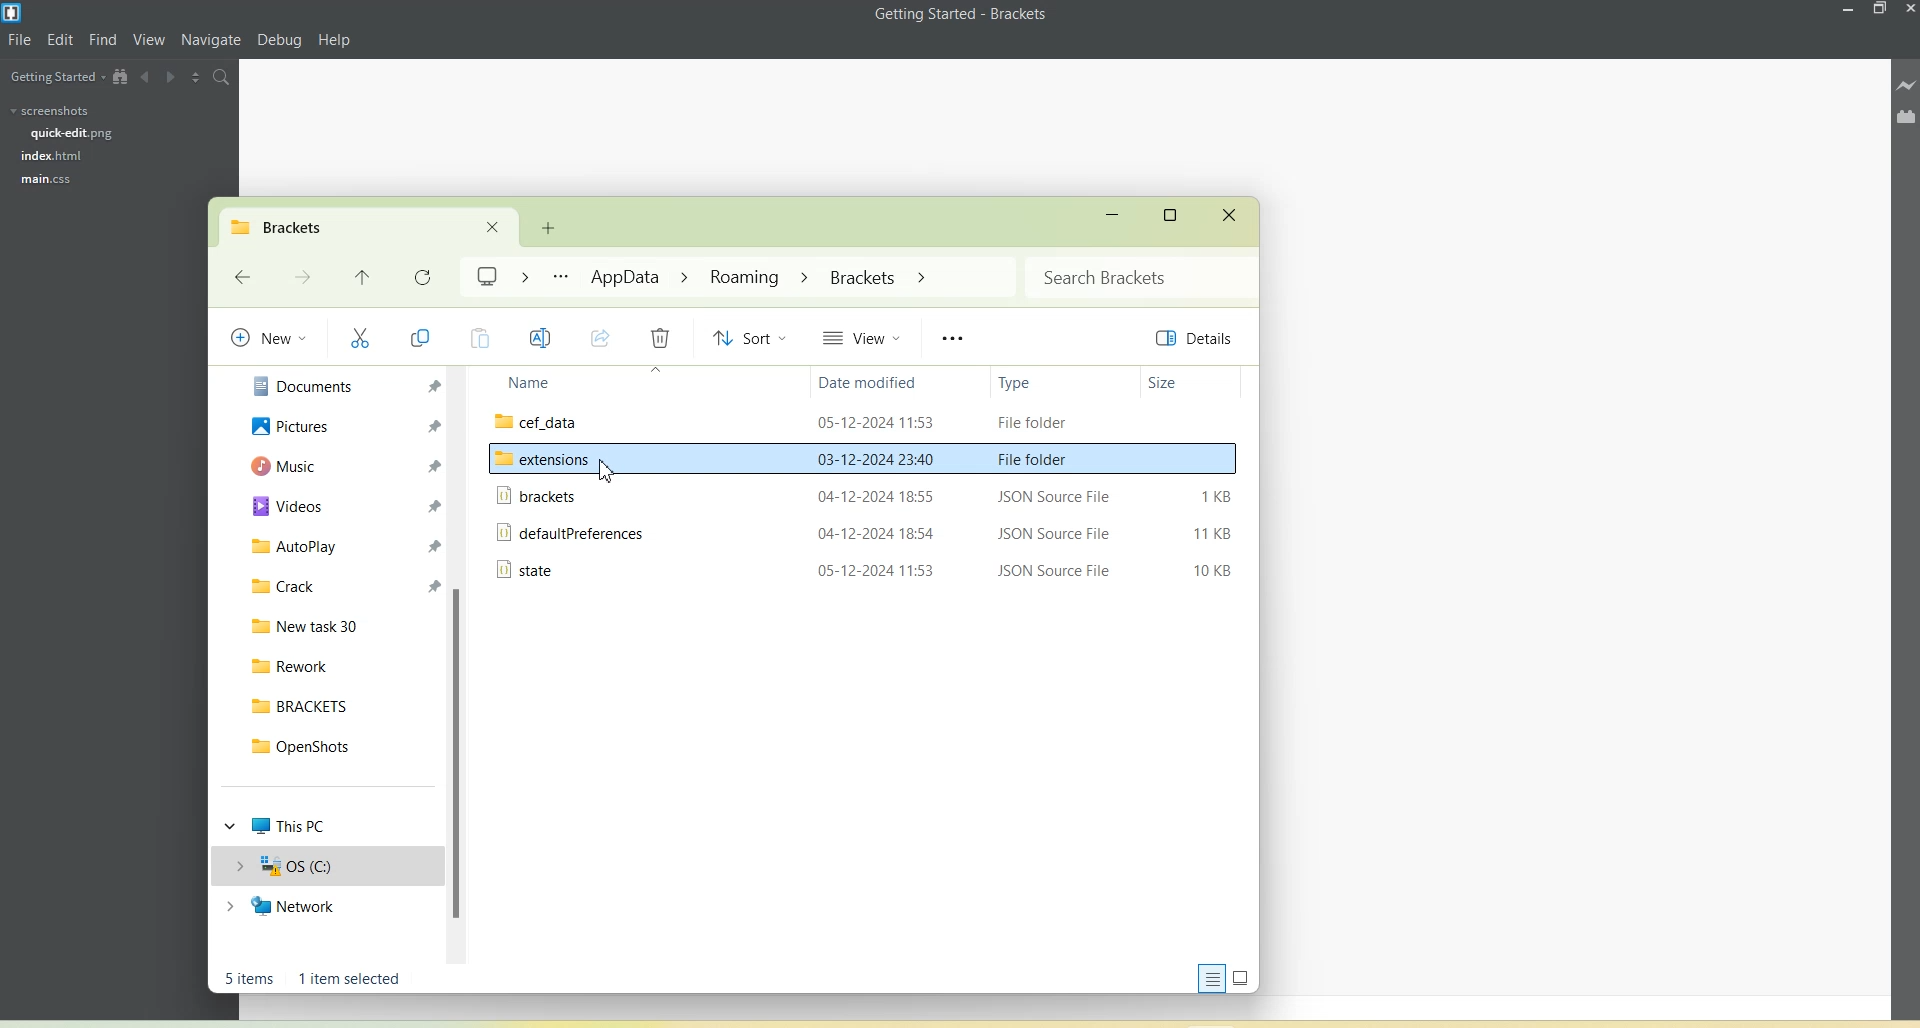 Getting Started - Brackets
File Edit Find View Navigate Debug Help
Getting Started
screenshots
quick-edit.png
index.html
main.css
Brackets
AppData > Roaming > Brackets >
Search Brackets
New Sort View Details
Documents
Pictures
Music
Videos
AutoPlay
Crack
New task 30
Rework
BRACKETS
OpenShots
This PC
OS (C:)
Network
Name Date modified Type Size
cef_data 05-12-2024 11:53 File folder
extensions 03-12-2024 23:40 File folder
brackets 04-12-2024 18:55 JSON Source File 1 KB
defaultPreferences 04-12-2024 18:54 JSON Source File 11 KB
state 05-12-2024 11:53 JSON Source File 10 KB
5 items 1 item selected